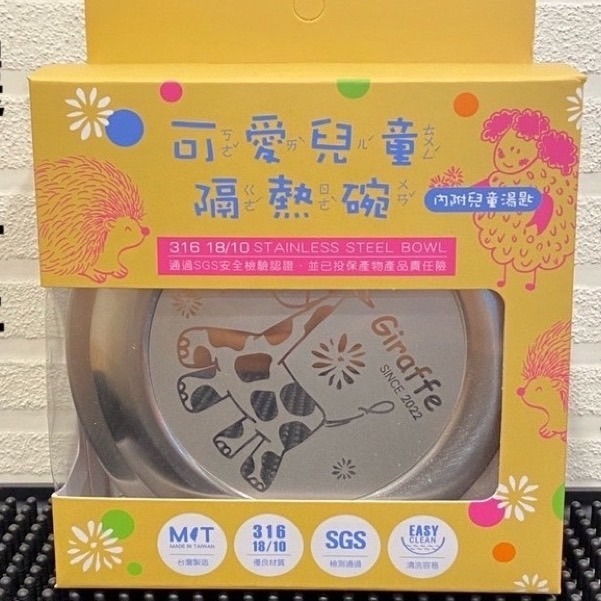 可愛兒童
隔熱碗
內附兒童湯匙
316 18/10 STAINLESS STEEL BOWL
通過SGS安全檢驗認證、並已投保產物產品責任險
Giraffe
SINCE 2022
MIT
MADE IN TAIWAN
台灣製造
316
18/10
優良材質
SGS
檢測通過
EASY
CLEAN
清洗容易